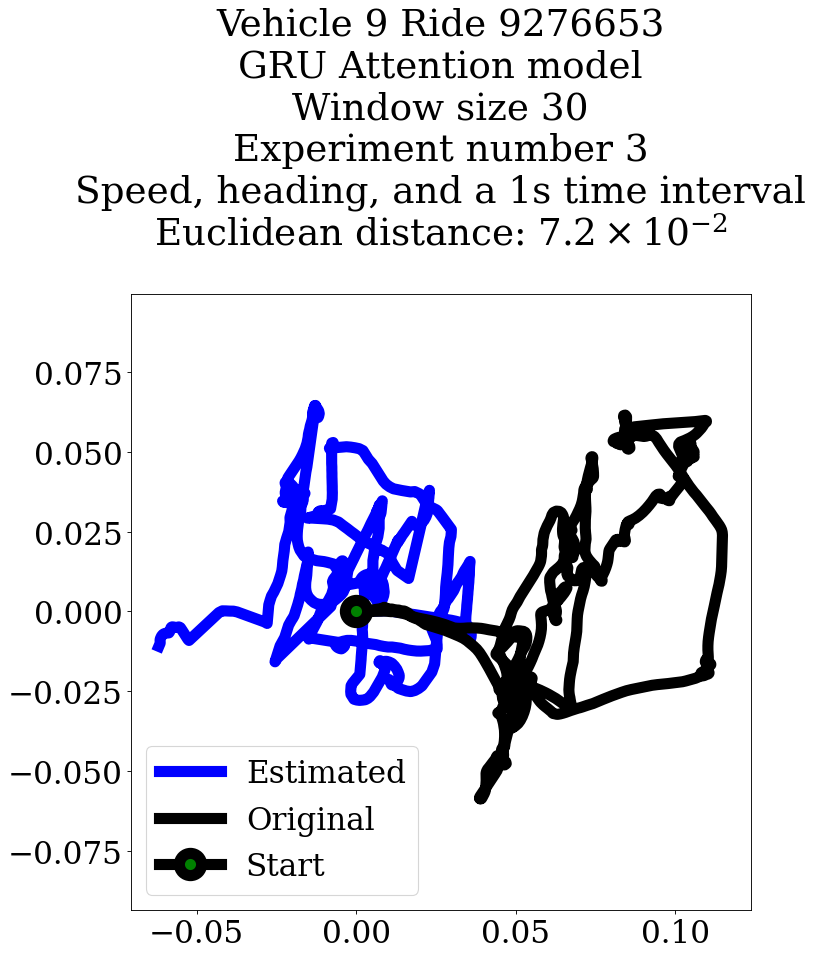 Vehicle 9 Ride 9276653
GRU Attention model
Window size 30
Experiment number 3
Speed, heading, and a 1s time interval
Euclidean distance: 7.2 × 10⁻²
0.075
0.050
0.025
0.000
−0.025
−0.050
−0.075
Estimated
Original
Start
−0.05 0.00 0.05 0.10